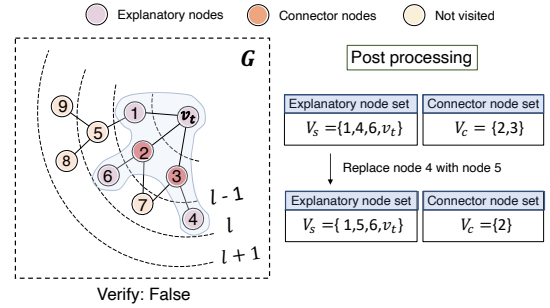 Explanatory nodes Connector nodes Not visited
G
Post processing
9 1 v_t
5
2
8 6 3
7 4
l - 1
l
l + 1
Explanatory node set Connector node set
V_s ={1,4,6,v_t} V_c = {2,3}
Replace node 4 with node 5
Explanatory node set Connector node set
V_s ={ 1,5,6,v_t} V_c ={2}
Verify: False